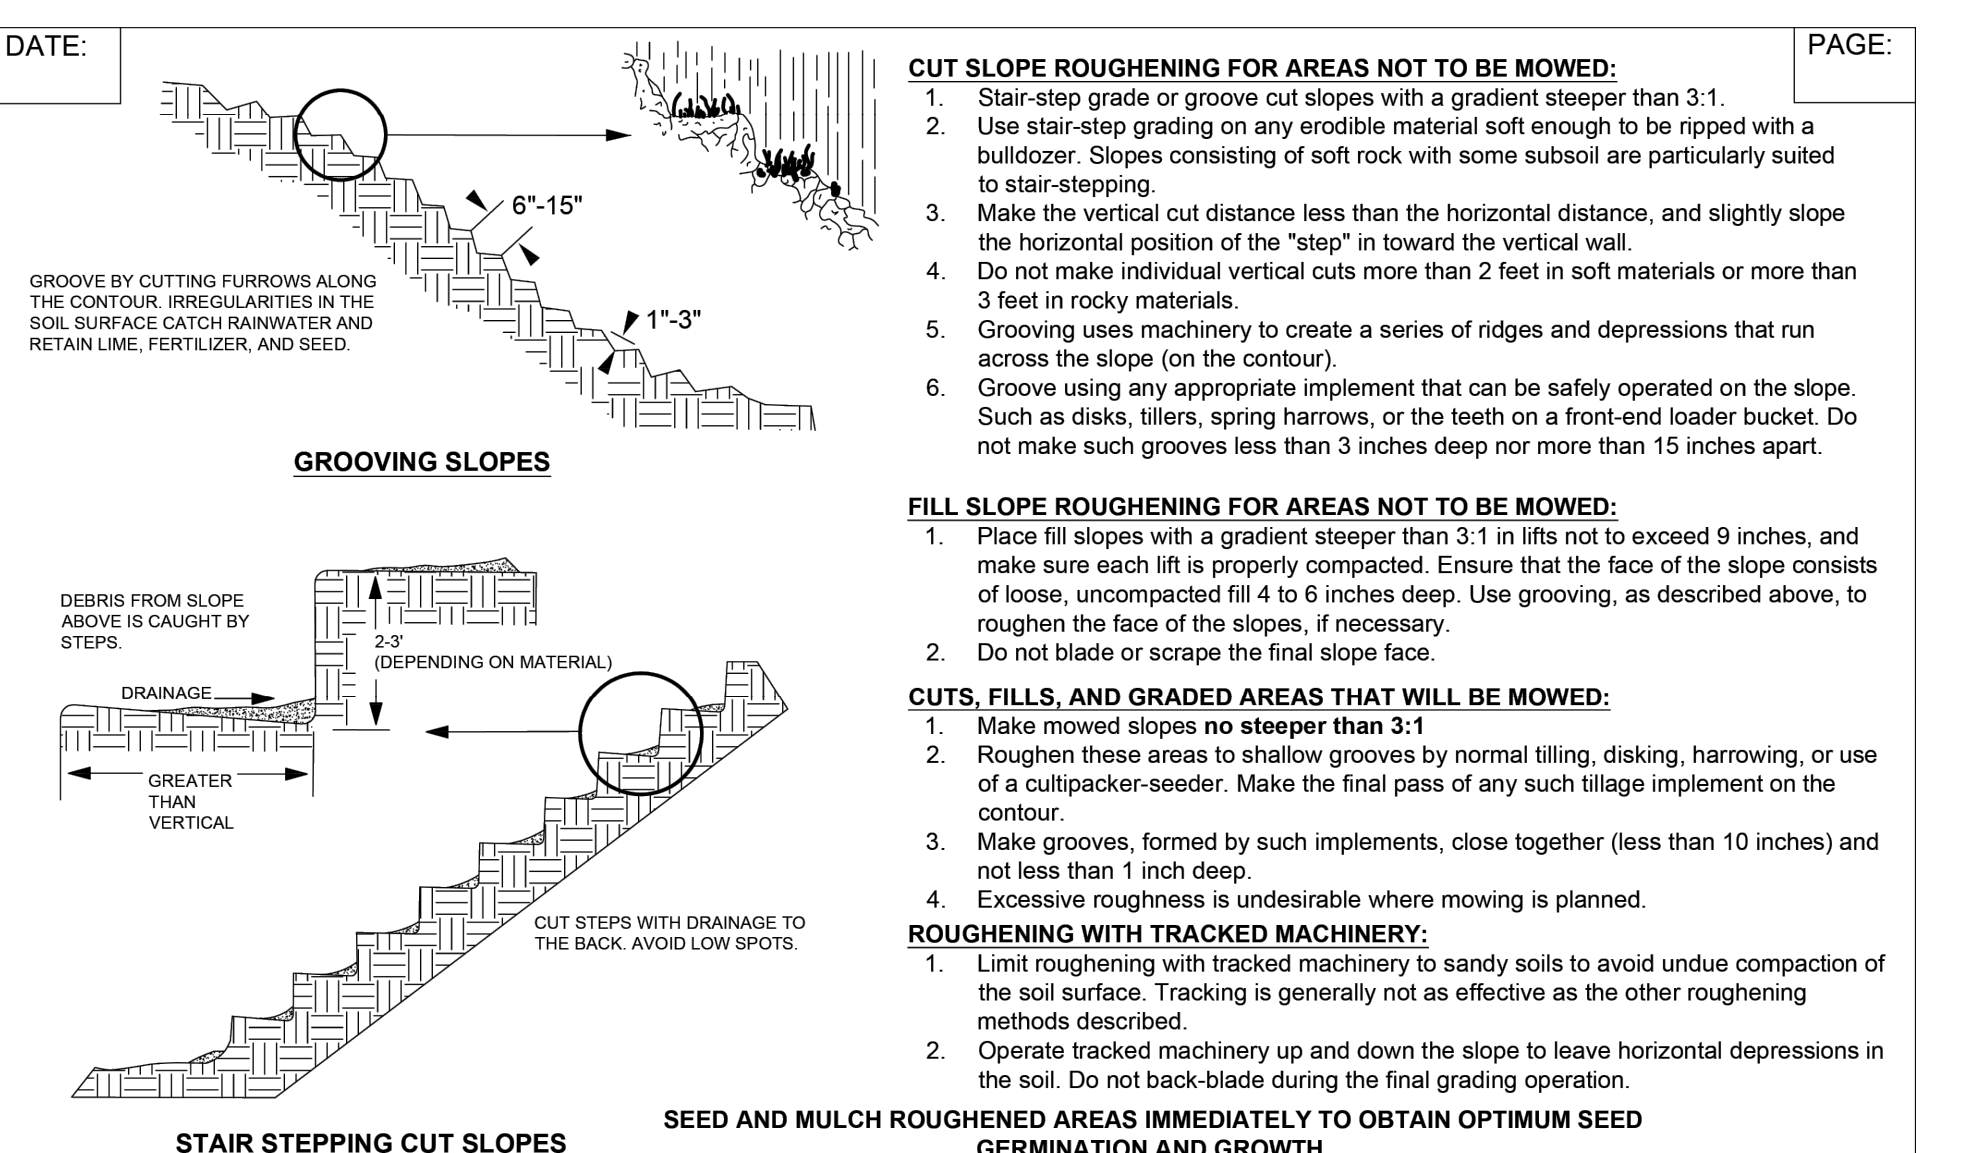 DATE:
PAGE:
6"-15"
GROOVE BY CUTTING FURROWS ALONG
THE CONTOUR. IRREGULARITIES IN THE
SOIL SURFACE CATCH RAINWATER AND
RETAIN LIME, FERTILIZER, AND SEED.
1"-3"
GROOVING SLOPES
DEBRIS FROM SLOPE
ABOVE IS CAUGHT BY
STEPS.
2-3'
(DEPENDING ON MATERIAL)
DRAINAGE
GREATER
THAN
VERTICAL
CUT STEPS WITH DRAINAGE TO
THE BACK. AVOID LOW SPOTS.
STAIR STEPPING CUT SLOPES
CUT SLOPE ROUGHENING FOR AREAS NOT TO BE MOWED:
1. Stair-step grade or groove cut slopes with a gradient steeper than 3:1.
2. Use stair-step grading on any erodible material soft enough to be ripped with a
bulldozer. Slopes consisting of soft rock with some subsoil are particularly suited
to stair-stepping.
3. Make the vertical cut distance less than the horizontal distance, and slightly slope
the horizontal position of the "step" in toward the vertical wall.
4. Do not make individual vertical cuts more than 2 feet in soft materials or more than
3 feet in rocky materials.
5. Grooving uses machinery to create a series of ridges and depressions that run
across the slope (on the contour).
6. Groove using any appropriate implement that can be safely operated on the slope.
Such as disks, tillers, spring harrows, or the teeth on a front-end loader bucket. Do
not make such grooves less than 3 inches deep nor more than 15 inches apart.
FILL SLOPE ROUGHENING FOR AREAS NOT TO BE MOWED:
1. Place fill slopes with a gradient steeper than 3:1 in lifts not to exceed 9 inches, and
make sure each lift is properly compacted. Ensure that the face of the slope consists
of loose, uncompacted fill 4 to 6 inches deep. Use grooving, as described above, to
roughen the face of the slopes, if necessary.
2. Do not blade or scrape the final slope face.
CUTS, FILLS, AND GRADED AREAS THAT WILL BE MOWED:
1. Make mowed slopes no steeper than 3:1
2. Roughen these areas to shallow grooves by normal tilling, disking, harrowing, or use
of a cultipacker-seeder. Make the final pass of any such tillage implement on the
contour.
3. Make grooves, formed by such implements, close together (less than 10 inches) and
not less than 1 inch deep.
4. Excessive roughness is undesirable where mowing is planned.
ROUGHENING WITH TRACKED MACHINERY:
1. Limit roughening with tracked machinery to sandy soils to avoid undue compaction of
the soil surface. Tracking is generally not as effective as the other roughening
methods described.
2. Operate tracked machinery up and down the slope to leave horizontal depressions in
the soil. Do not back-blade during the final grading operation.
SEED AND MULCH ROUGHENED AREAS IMMEDIATELY TO OBTAIN OPTIMUM SEED
GERMINATION AND GROWTH